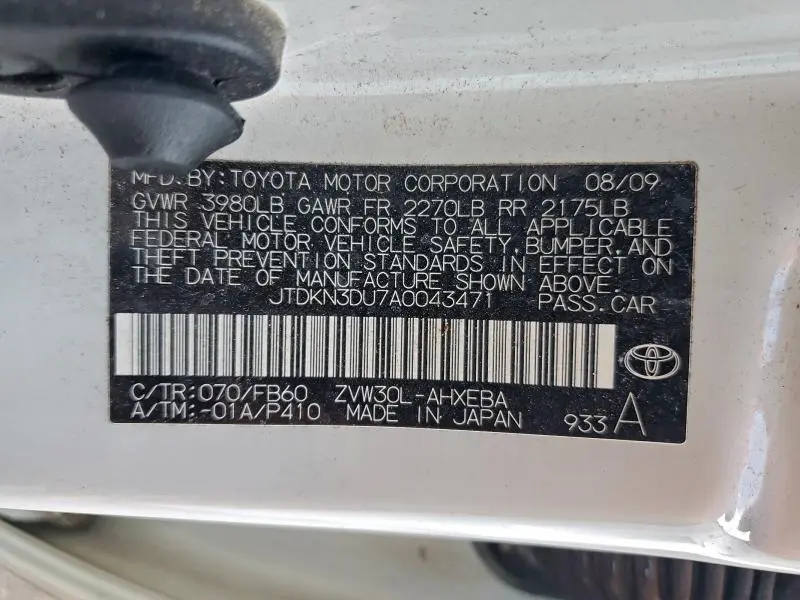 MFD. BY: TOYOTA MOTOR CORPORATION 08/09
GVWR 3980LB GAWR FR 2270LB RR 2175LB
THIS VEHICLE CONFORMS TO ALL APPLICABLE
FEDERAL MOTOR VEHICLE SAFETY, BUMPER, AND
THEFT PREVENTION STANDARDS IN EFFECT ON
THE DATE OF MANUFACTURE SHOWN ABOVE.
JTDKN3DU7A0043471 PASS. CAR
C/TR: 070/FB60 ZVW30L-AHXEBA
A/TM: -01A/P410 MADE IN JAPAN 933 A